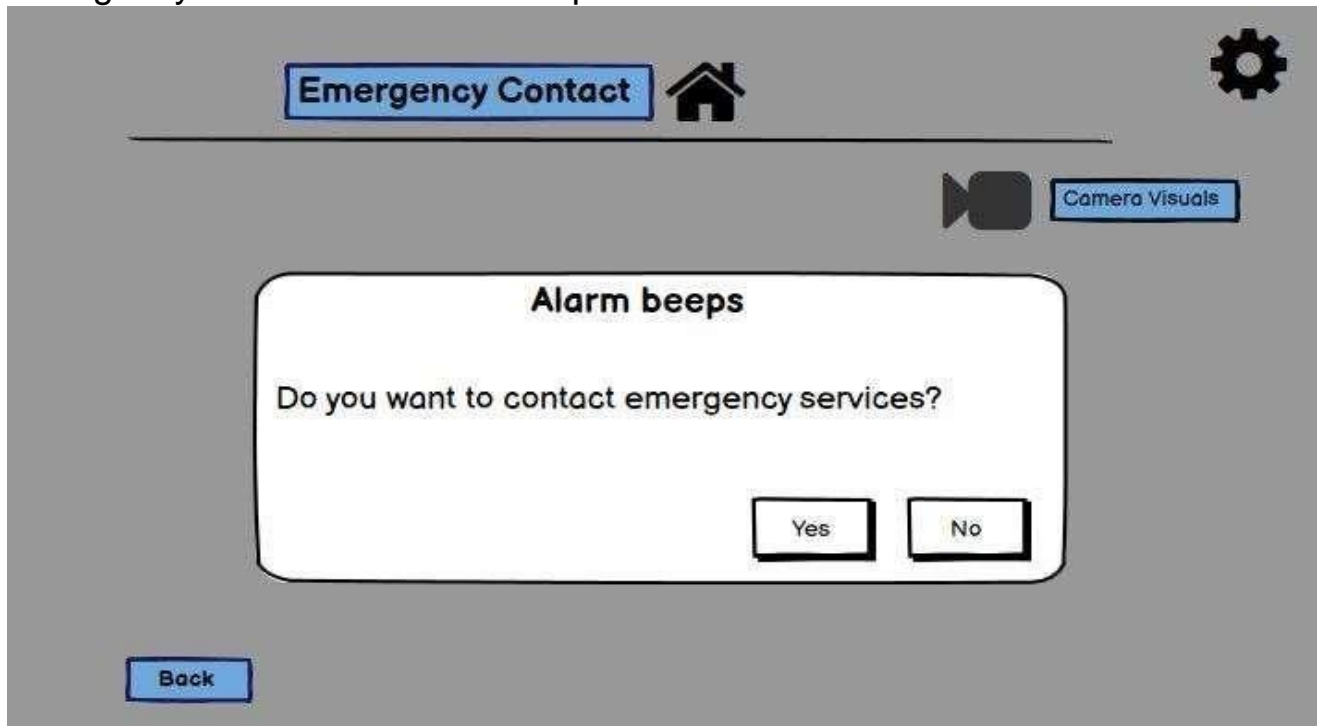 Emergency Contact
Camera Visuals
Alarm beeps
Do you want to contact emergency services?
Yes
No
Back